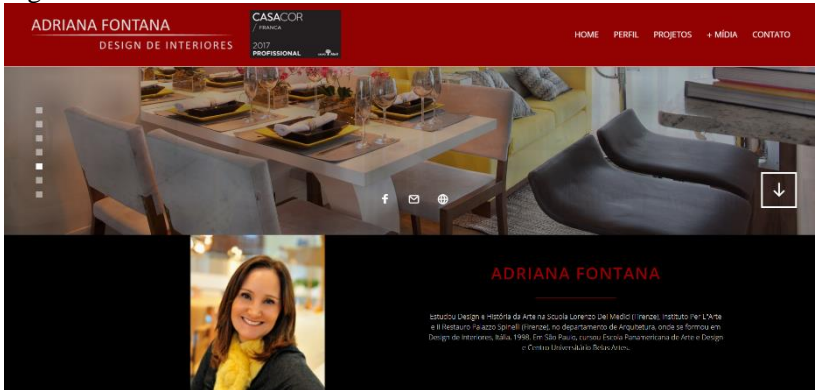 ADRIANA FONTANA
DESIGN DE INTERIORES
CASACOR
/ FRANCA
2017
PROFISSIONAL
HOME PERFIL PROJETOS + MÍDIA CONTATO
ADRIANA FONTANA
Estudou Design e História da Arte na Scuola Lorenzo Dei Medici (Firenze), Instituto Per L"Arte
e Il Restauro Palazzo Spinelli (Firenze), no departamento de Arquitetura, onde se formou em
Design de Interiores, Itália, 1998. Em São Paulo, cursou Escola Panamericana de Arte e Design
e Centro Universitário Belas Artes.